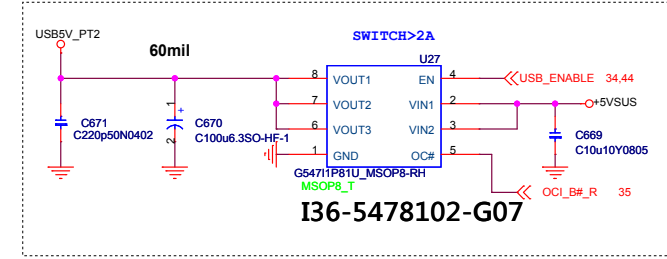 SWITCH>2A
USB5V_PT2
60mil
U27
8 VOUT1 EN 4 USB_ENABLE 34,44
7 VOUT2 VIN1 2 +5VSUS
6 VOUT3 VIN2 3
1 GND OC# 5
C671
C220p50N0402
1
+
C670
C100u6.3SO-HF-1
2
C669
C10u10Y0805
G547I1P81U_MSOP8-RH
MSOP8_T
OCI_B#_R 35
I36-5478102-G07